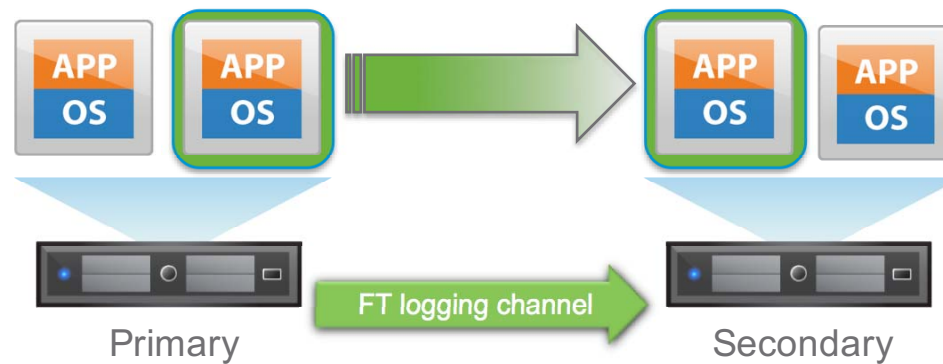 APP
OS
APP
OS
APP
OS
APP
OS
FT logging channel
Primary
Secondary